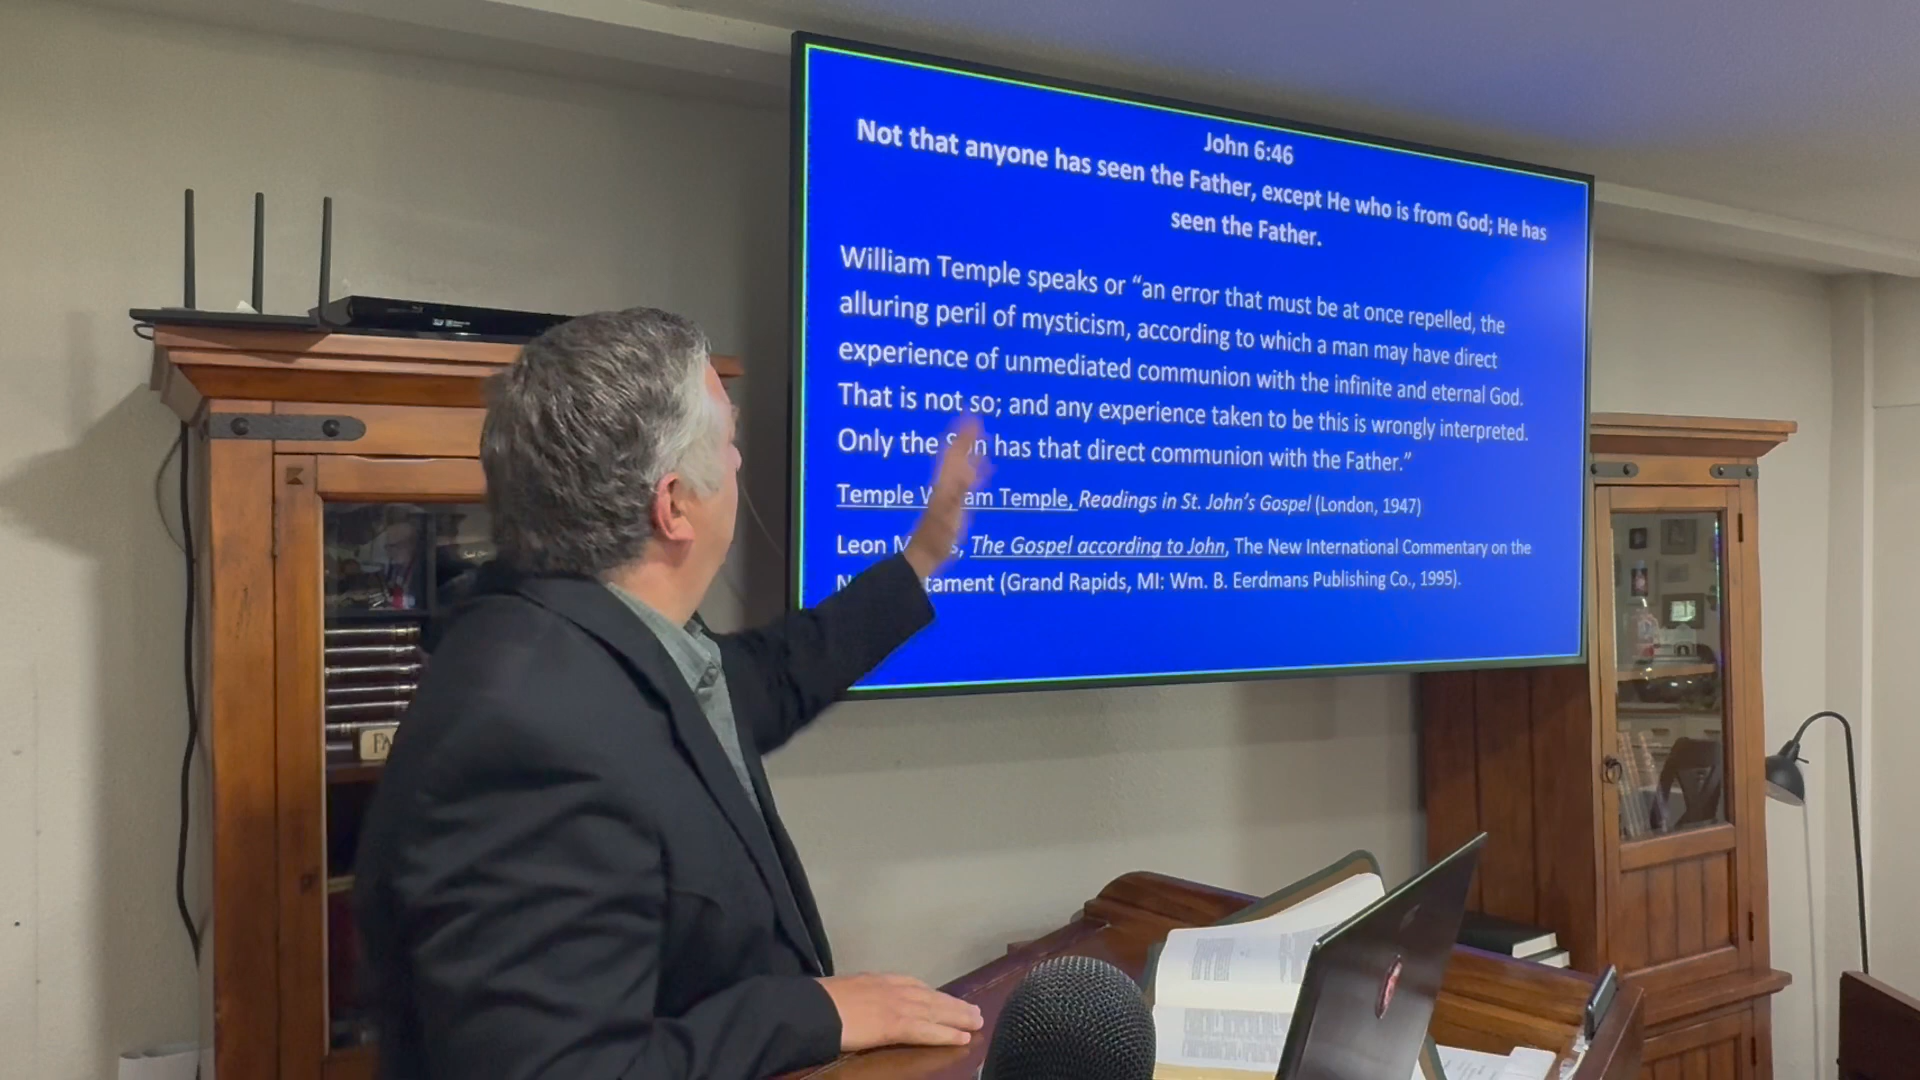 John 6:46
Not that anyone has seen the Father, except He who is from God; He has
seen the Father.
William Temple speaks or “an error that must be at once repelled, the
alluring peril of mysticism, according to which a man may have direct
experience of unmediated communion with the infinite and eternal God.
That is not so; and any experience taken to be this is wrongly interpreted.
Only the Son has that direct communion with the Father.”
Temple William Temple, Readings in St. John’s Gospel (London, 1947)
Leon The Gospel according to John, The New International Commentary on the
(Grand Rapids, MI: Wm. B. Eerdmans Publishing Co., 1995).